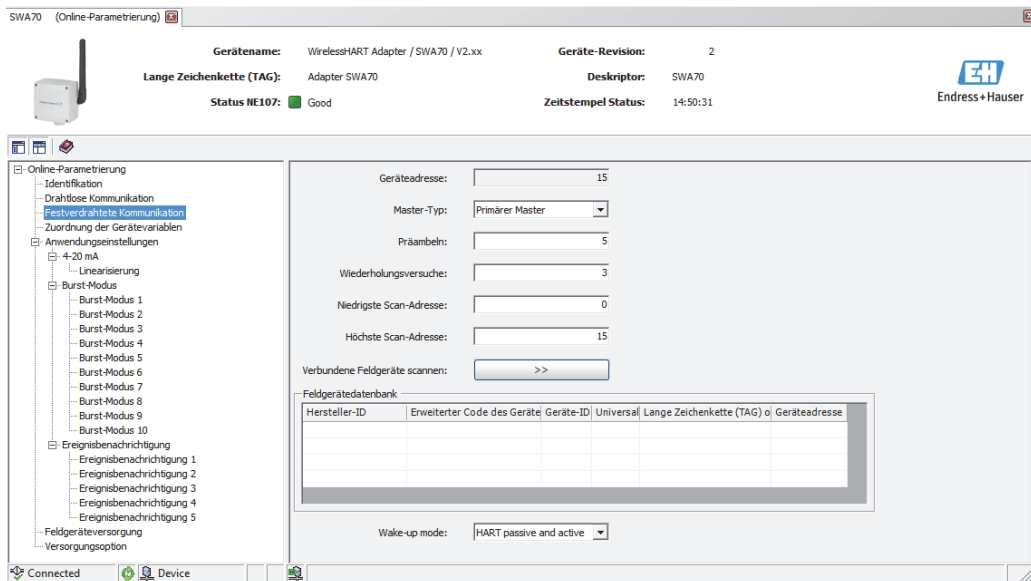 SWA70 (Online-Parametrierung)
Gerätename: WirelessHART Adapter / SWA70 / V2.xx Geräte-Revision: 2
Lange Zeichenkette (TAG): Adapter SWA70 Deskriptor: SWA70
Status NE107: Good Zeitstempel Status: 14:50:31
EH
Endress+Hauser
Online-Parametrierung
Identifikation
Drahtlose Kommunikation
Festverdrahtete Kommunikation
Zuordnung der Gerätevariablen
Anwendungseinstellungen
4-20 mA
Linearisierung
Burst-Modus
Burst-Modus 1
Burst-Modus 2
Burst-Modus 3
Burst-Modus 4
Burst-Modus 5
Burst-Modus 6
Burst-Modus 7
Burst-Modus 8
Burst-Modus 9
Burst-Modus 10
Ereignisbenachrichtigung
Ereignisbenachrichtigung 1
Ereignisbenachrichtigung 2
Ereignisbenachrichtigung 3
Ereignisbenachrichtigung 4
Ereignisbenachrichtigung 5
Feldgeräteversorgung
Versorgungsoption
Geräteadresse: 15
Master-Typ: Primärer Master
Präambeln: 5
Wiederholungsversuche: 3
Niedrigste Scan-Adresse: 0
Höchste Scan-Adresse: 15
Verbundene Feldgeräte scannen: >>
Feldgerätedatenbank
Hersteller-ID Erweiterter Code des Geräte Geräte-ID Universal Lange Zeichenkette (TAG) o Geräteadresse
Wake-up mode: HART passive and active
Connected Device